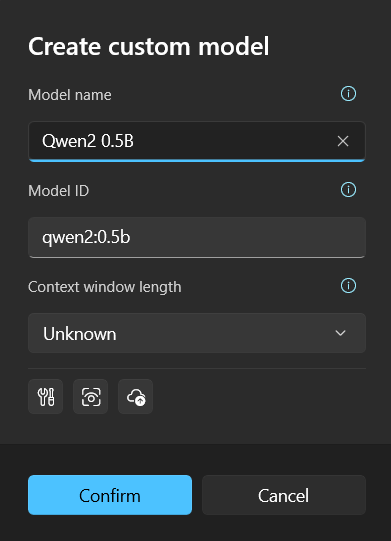 Create custom model
Model name
Qwen2 0.5B
Model ID
qwen2:0.5b
Context window length
Unknown
Confirm
Cancel